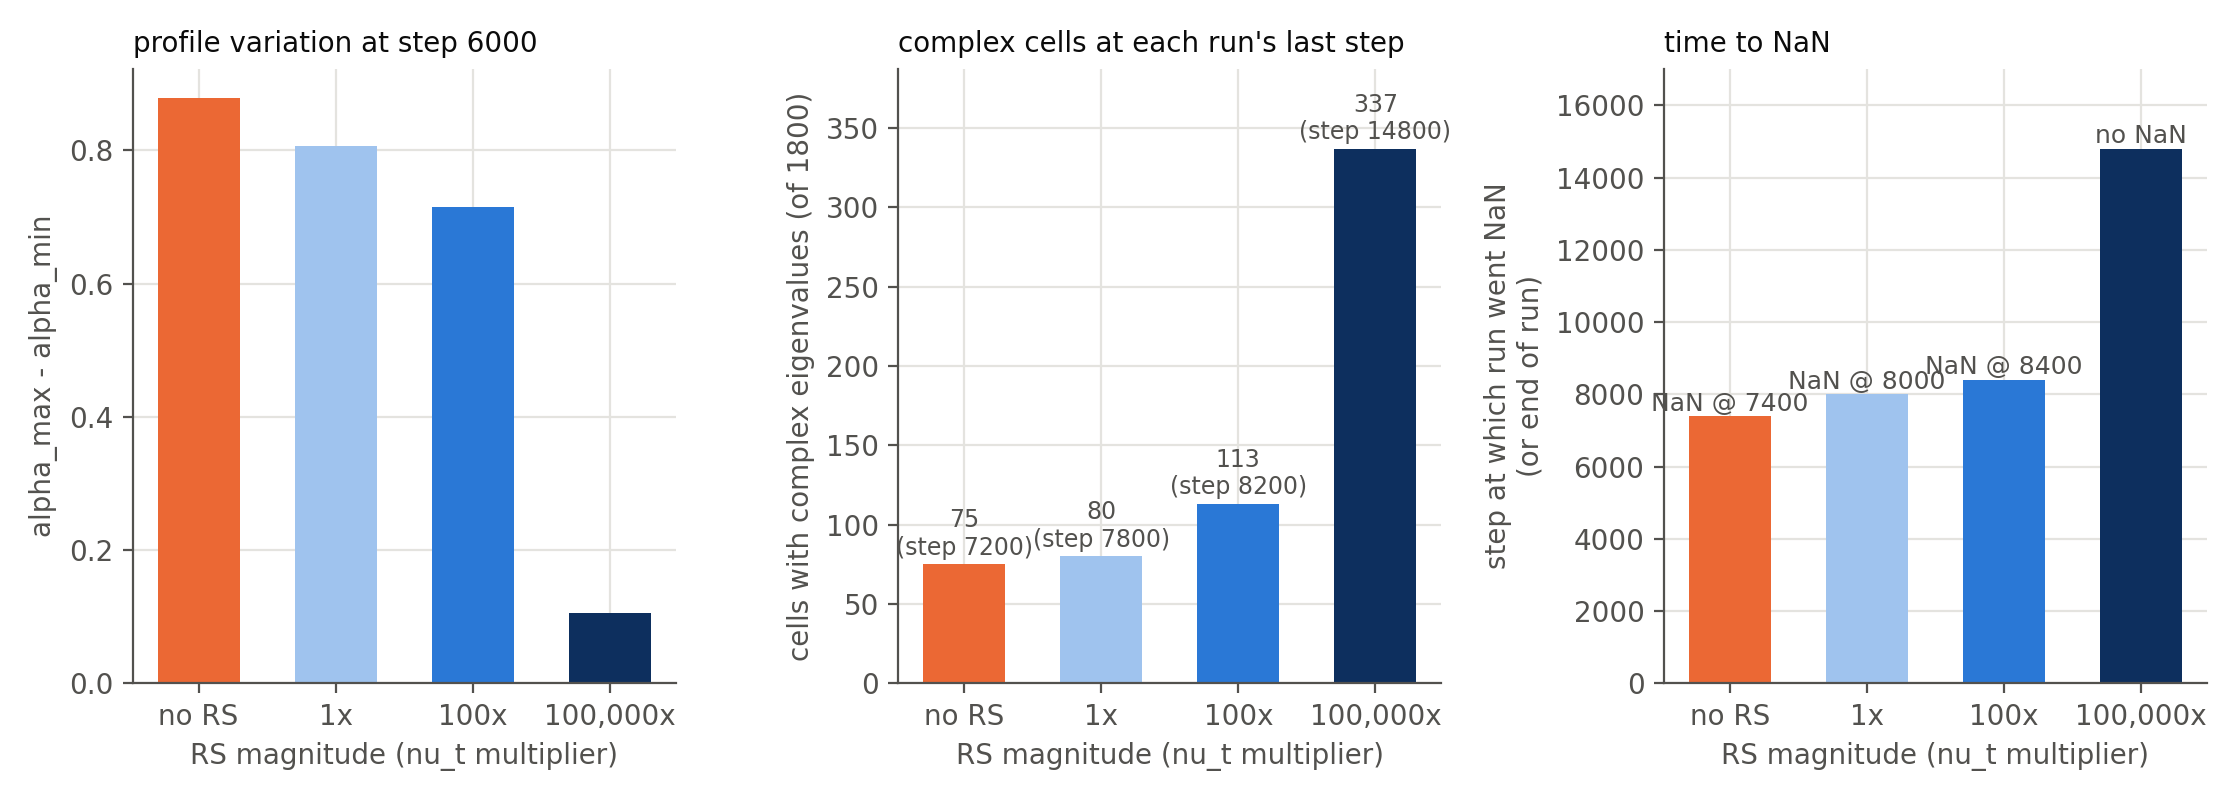 profile variation at step 6000
alpha_max - alpha_min
0.8
0.6
0.4
0.2
0.0
no RS
1x
100x
100,000x
RS magnitude (nu_t multiplier)
complex cells at each run's last step
cells with complex eigenvalues (of 1800)
350
300
250
200
150
100
50
0
75
(step 7200)
80
(step 7800)
113
(step 8200)
337
(step 14800)
no RS
1x
100x
100,000x
RS magnitude (nu_t multiplier)
time to NaN
step at which run went NaN
(or end of run)
16000
14000
12000
10000
8000
6000
4000
2000
0
NaN @ 7400
NaN @ 8000
NaN @ 8400
no NaN
no RS
1x
100x
100,000x
RS magnitude (nu_t multiplier)